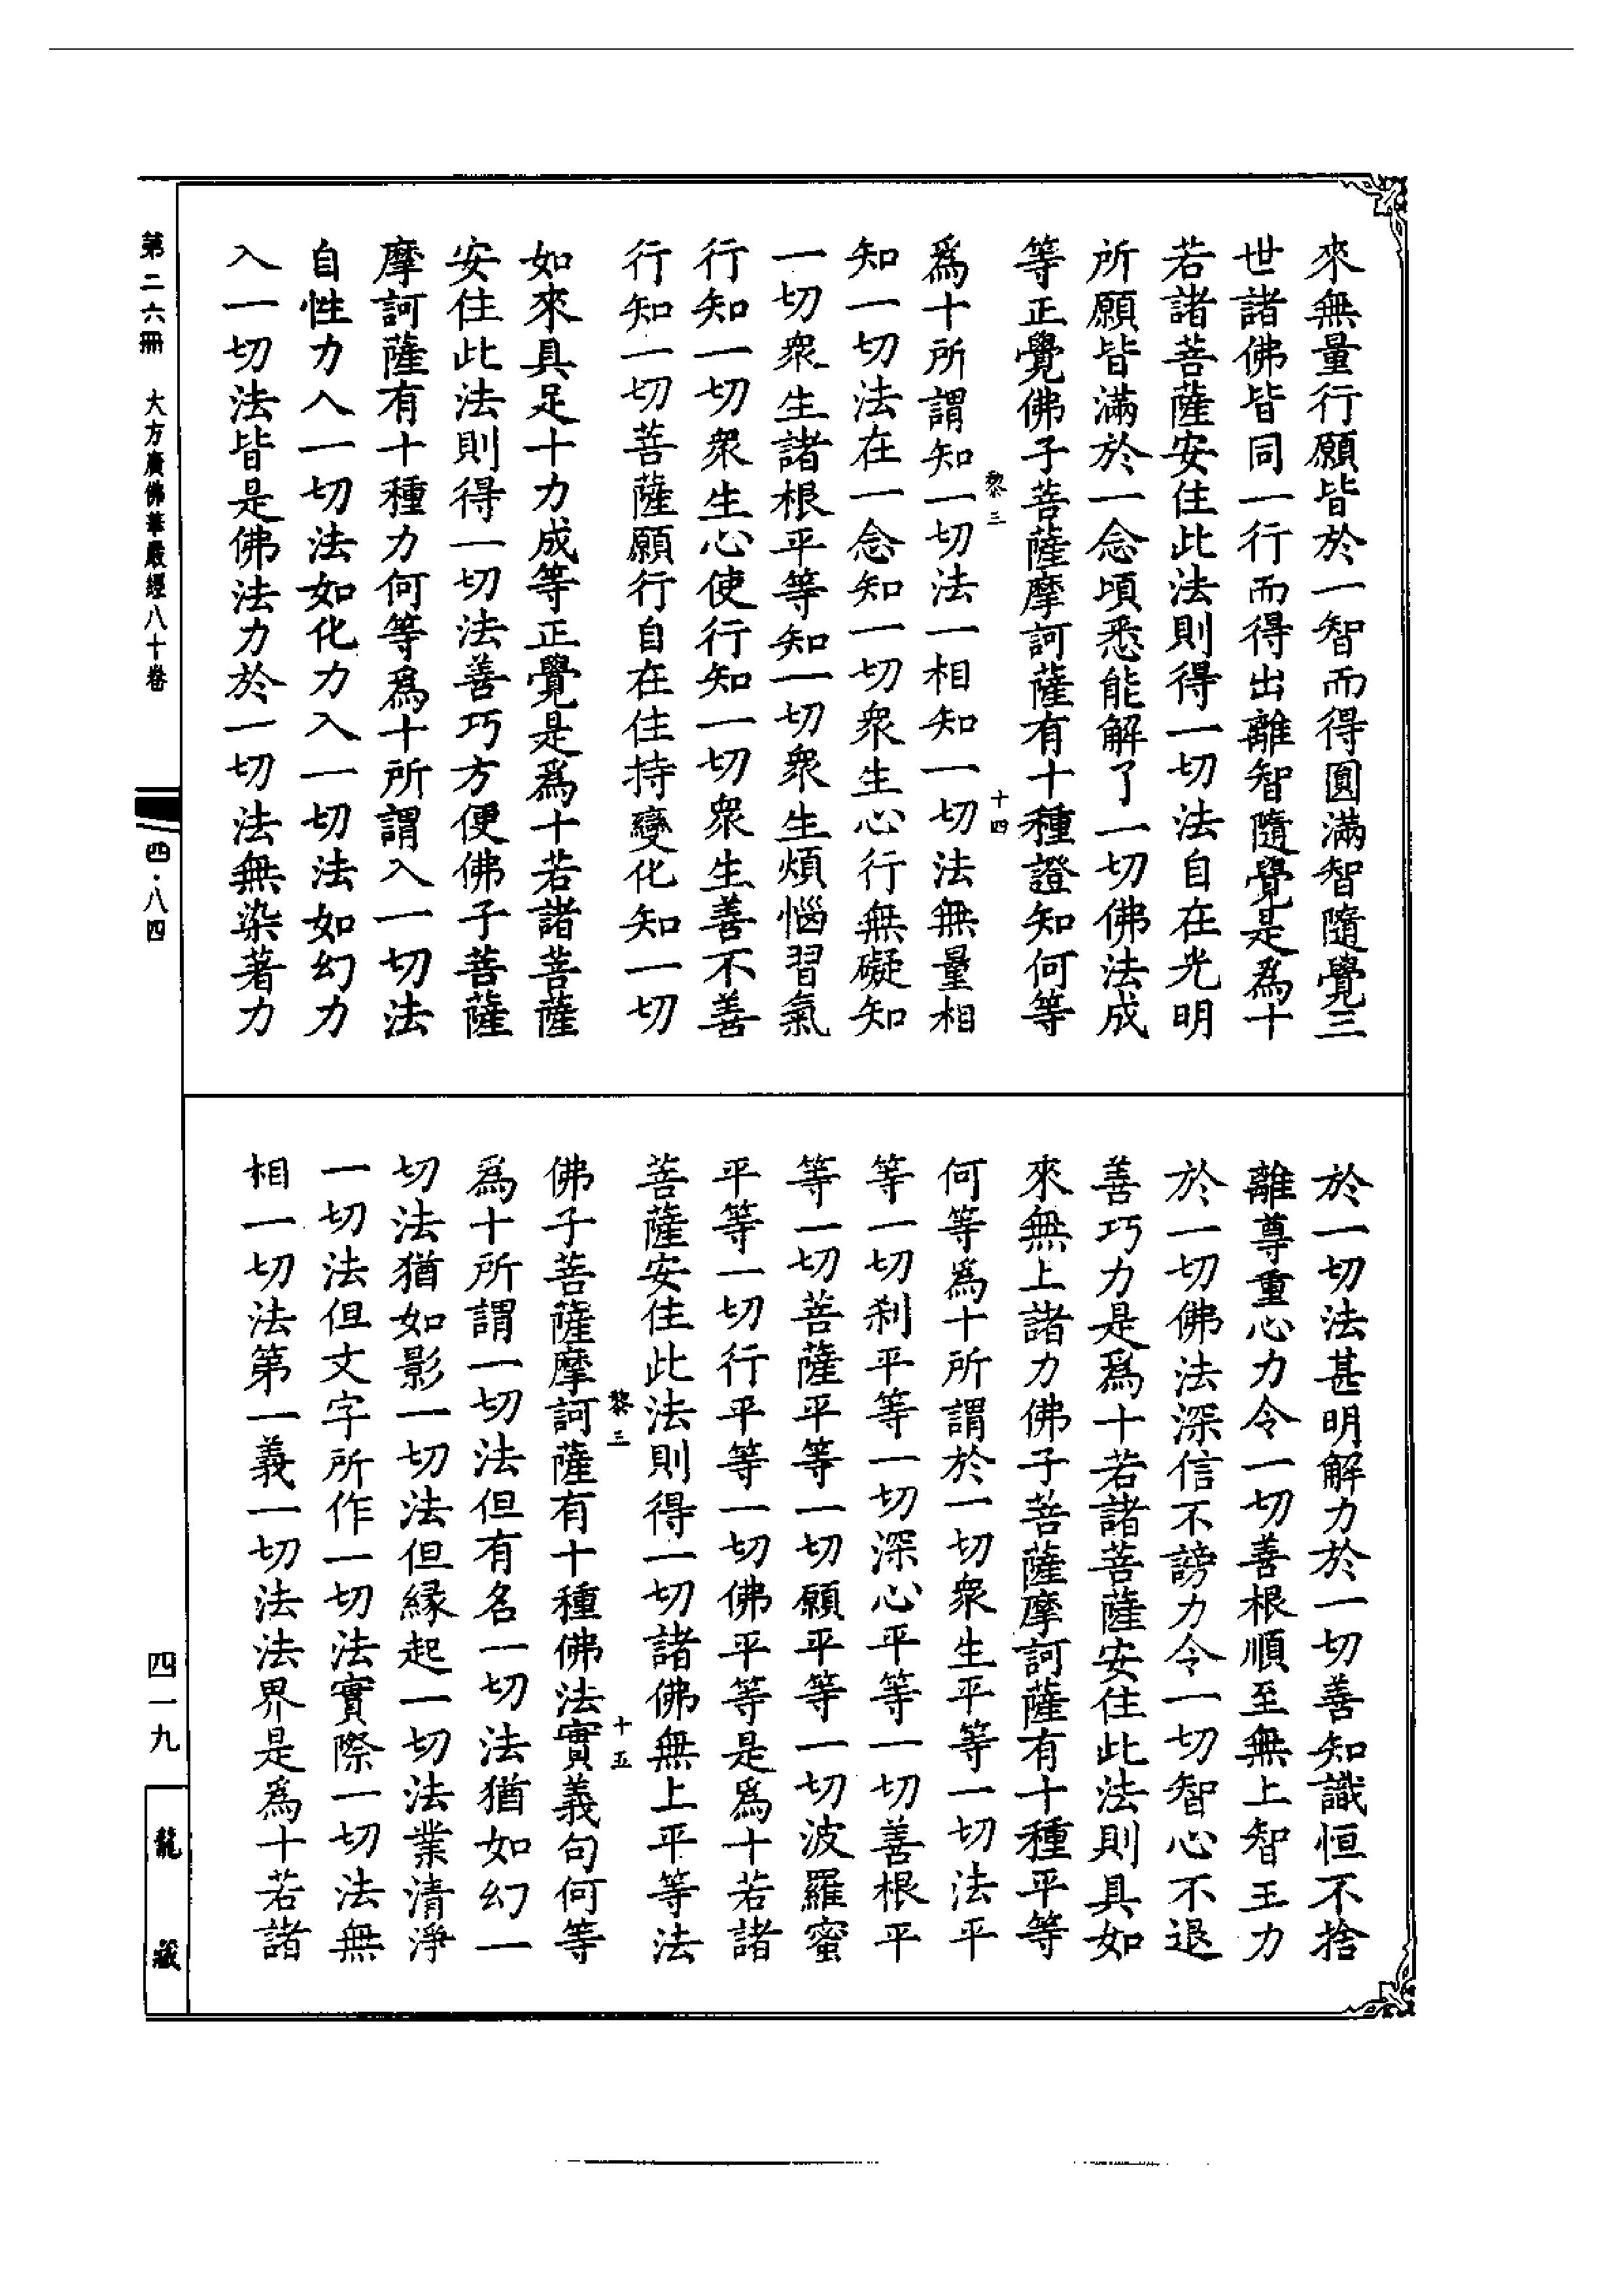 來無量行願皆於一智而得圓滿智隨覺三
世諸佛皆同一行而得出離智隨覺是為十
若諸菩薩安住此法則得一切法自在光明
所願皆滿於一念頃悉能解了一切佛法成
等正覺佛子菩薩摩訶薩有十種證知何等
黎三 十四
爲十所謂知一切法一相知一切法無量相
知一切法在一念知一切眾生心行無礙知
一切眾生諸根平等知一切眾生煩惱習氣
行知一切眾生心使行知一切眾生善不善
行知一切菩薩願行自在住持變化知一切
如來具足十力成等正覺是爲十若諸菩薩
安住此法則得一切法善巧方便佛子菩薩
摩訶薩有十種力何等爲十所謂入一切法
自性力入一切法如化力入一切法如幻力
入一切法皆是佛法力於一切法無染著力
於一切法甚明解力於一切善知識恒不捨
離尊重心力令一切善根順至無上智王力
於一切佛法深信不謗力令一切智心不退
善巧力是爲十若諸菩薩安住此法則具如
來無上諸力佛子菩薩摩訶薩有十種平等
何等爲十所謂於一切眾生平等一切法平
等一切刹平等一切深心平等一切善根平
等一切菩薩平等一切願平等一切波羅蜜
平等一切行平等一切佛平等是爲十若諸
菩薩安住此法則得一切諸佛無上平等法
黎三 十五
佛子菩薩摩訶薩有十種佛法實義句何等
爲十所謂一切法但有名一切法猶如幻一
切法猶如影一切法但緣起一切法業清淨
一切法但文字所作一切法實際一切法無
相一切法第一義一切法法界是爲十若諸
第二六冊 大方廣佛華嚴經八十卷
四·八四
四一九
龍藏